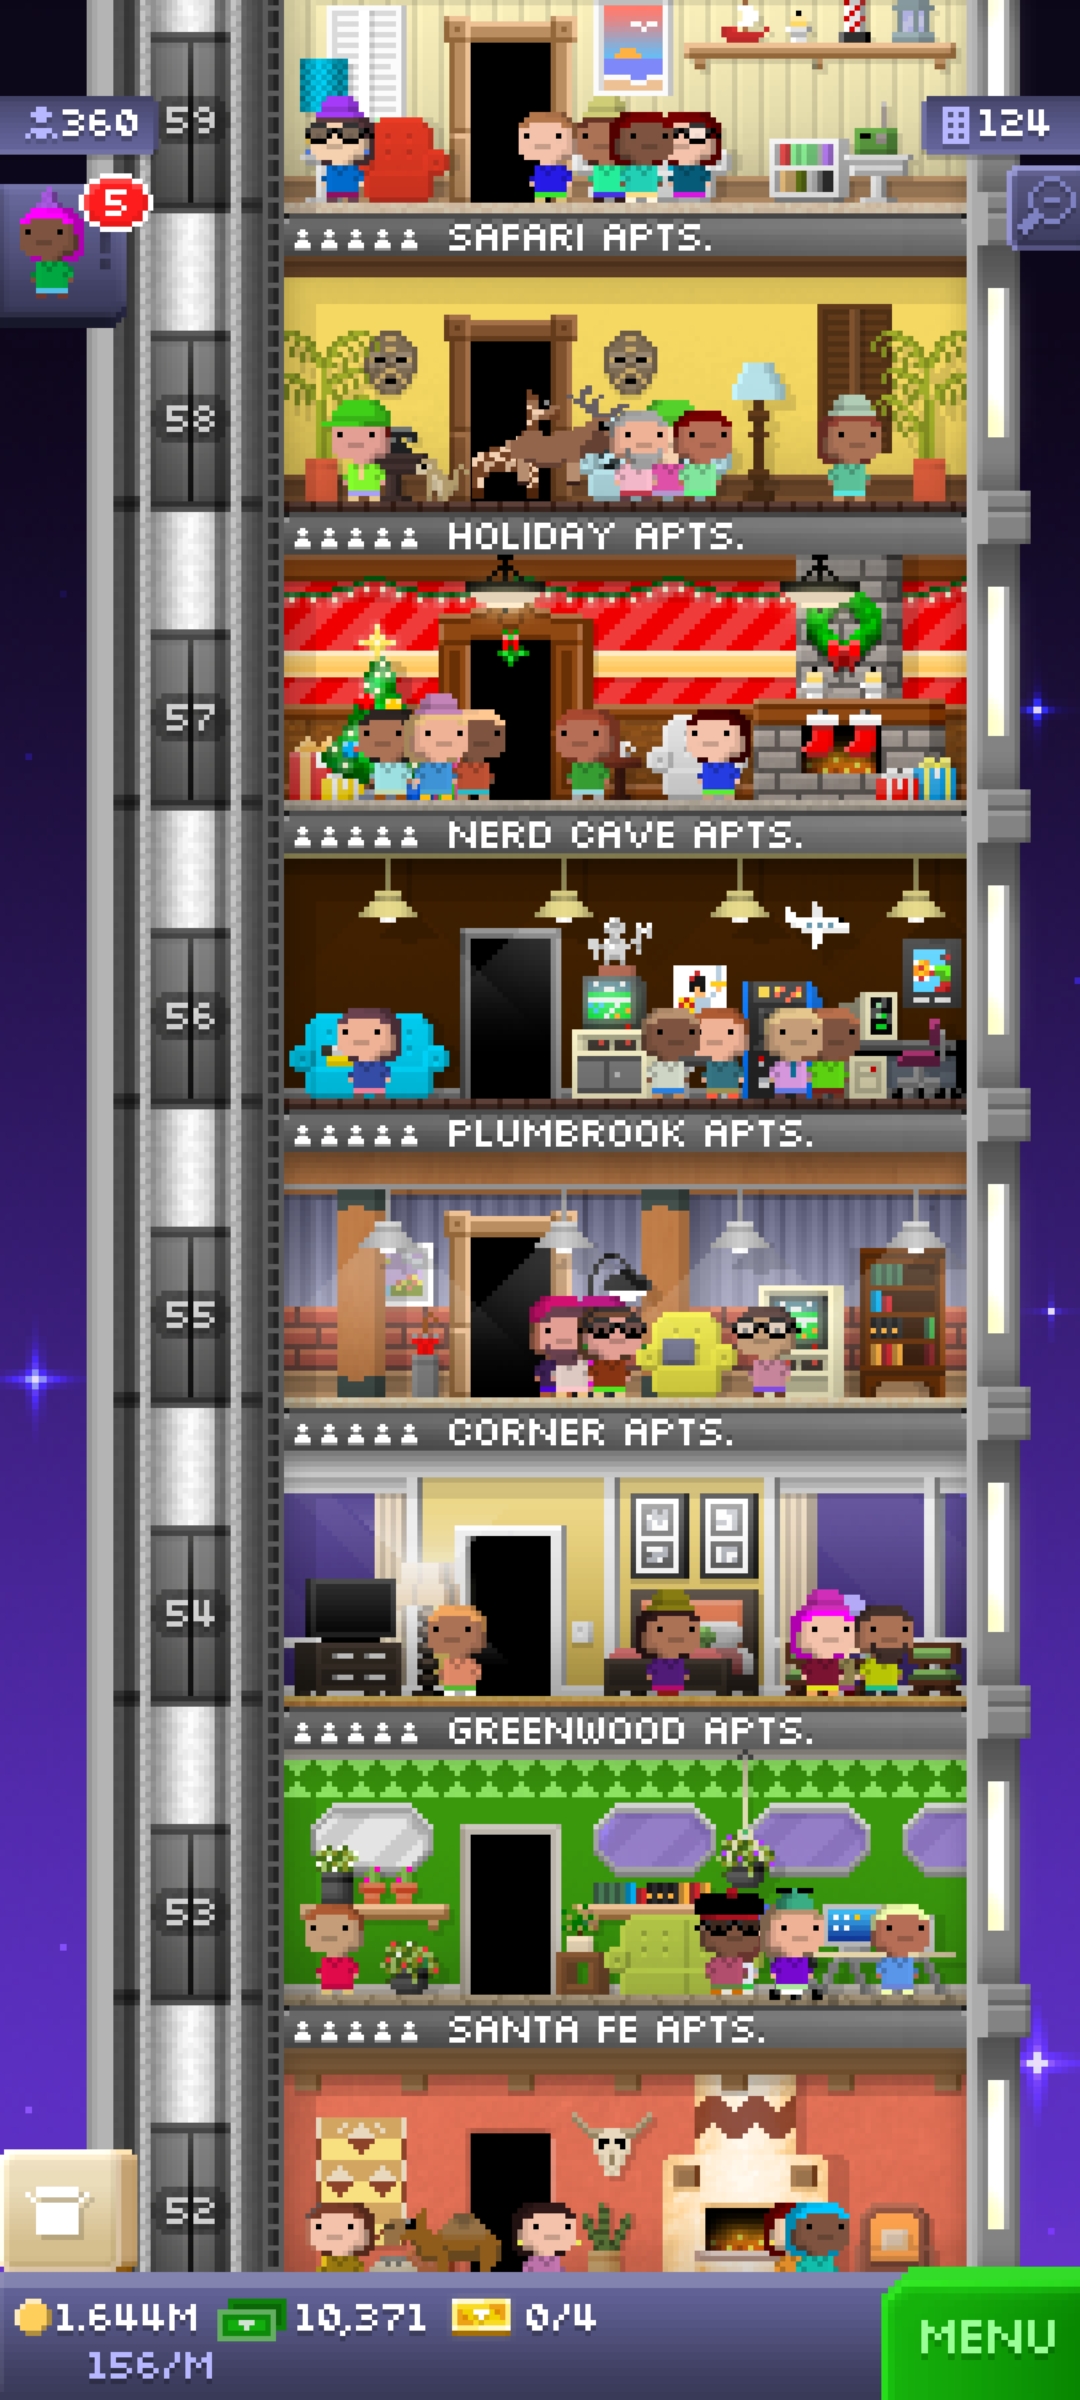 360
59
124
5
SAFARI APTS.
58
HOLIDAY APTS.
57
NERD CAVE APTS.
56
PLUMBROOK APTS.
55
CORNER APTS.
54
GREENWOOD APTS.
53
SANTA FE APTS.
52
1.644M 10,371 0/4
156/M
MENU